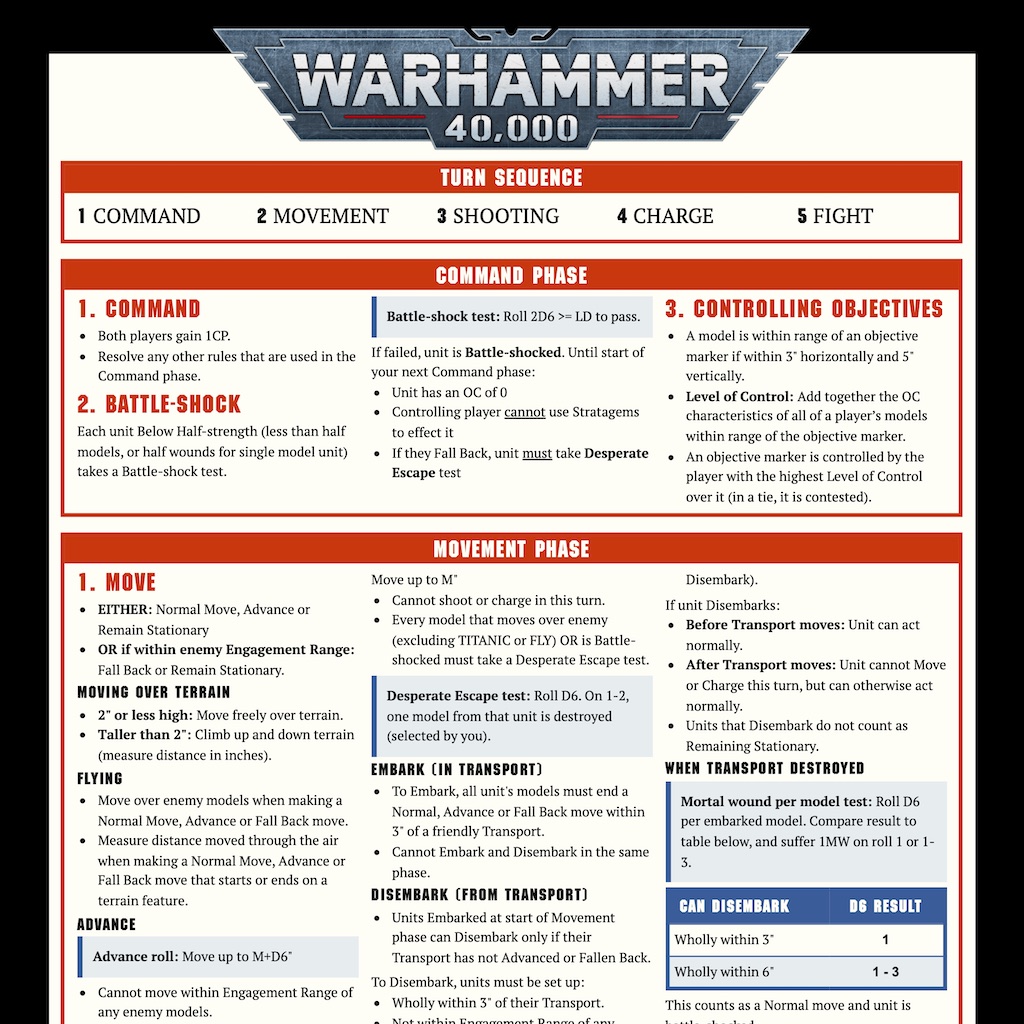 WARHAMMER
40,000
TURN SEQUENCE
1 COMMAND
2 MOVEMENT
3 SHOOTING
4 CHARGE
5 FIGHT
COMMAND PHASE
1. COMMAND
• Both players gain 1CP.
• Resolve any other rules that are used in the
Command phase.
2. BATTLE-SHOCK
Each unit Below Half-strength (less than half
models, or half wounds for single model unit)
takes a Battle-shock test.
Battle-shock test: Roll 2D6 >= LD to pass.
If failed, unit is Battle-shocked. Until start of
your next Command phase:
• Unit has an OC of 0
• Controlling player cannot use Stratagems
to effect it
• If they Fall Back, unit must take Desperate
Escape test
3. CONTROLLING OBJECTIVES
• A model is within range of an objective
marker if within 3" horizontally and 5"
vertically.
• Level of Control: Add together the OC
characteristics of all of a player's models
within range of the objective marker.
• An objective marker is controlled by the
player with the highest Level of Control
over it (in a tie, it is contested).
MOVEMENT PHASE
1. MOVE
• EITHER: Normal Move, Advance or
Remain Stationary
• OR if within enemy Engagement Range:
Fall Back or Remain Stationary.
MOVING OVER TERRAIN
• 2" or less high: Move freely over terrain.
• Taller than 2": Climb up and down terrain
(measure distance in inches).
FLYING
• Move over enemy models when making a
Normal Move, Advance or Fall Back move.
• Measure distance moved through the air
when making a Normal Move, Advance or
Fall Back move that starts or ends on a
terrain feature.
ADVANCE
Advance roll: Move up to M+D6"
• Cannot move within Engagement Range of
any enemy models.
Move up to M"
• Cannot shoot or charge in this turn.
• Every model that moves over enemy
(excluding TITANIC or FLY) OR is Battle-
shocked must take a Desperate Escape test.
Desperate Escape test: Roll D6. On 1-2,
one model from that unit is destroyed
(selected by you).
EMBARK (IN TRANSPORT)
• To Embark, all unit's models must end a
Normal, Advance or Fall Back move within
3" of a friendly Transport.
• Cannot Embark and Disembark in the same
phase.
DISEMBARK (FROM TRANSPORT)
• Units Embarked at start of Movement
phase can Disembark only if their
Transport has not Advanced or Fallen Back.
To Disembark, units must be set up:
• Wholly within 3" of their Transport.
• Not within Engagement Range of any
Disembark).
If unit Disembarks:
• Before Transport moves: Unit can act
normally.
• After Transport moves: Unit cannot Move
or Charge this turn, but can otherwise act
normally.
• Units that Disembark do not count as
Remaining Stationary.
WHEN TRANSPORT DESTROYED
Mortal wound per model test: Roll D6
per embarked model. Compare result to
table below, and suffer 1MW on roll 1 or 1-
3.
CAN DISEMBARK D6 RESULT
Wholly within 3" 1
Wholly within 6" 1 - 3
This counts as a Normal move and unit is
battle-shocked